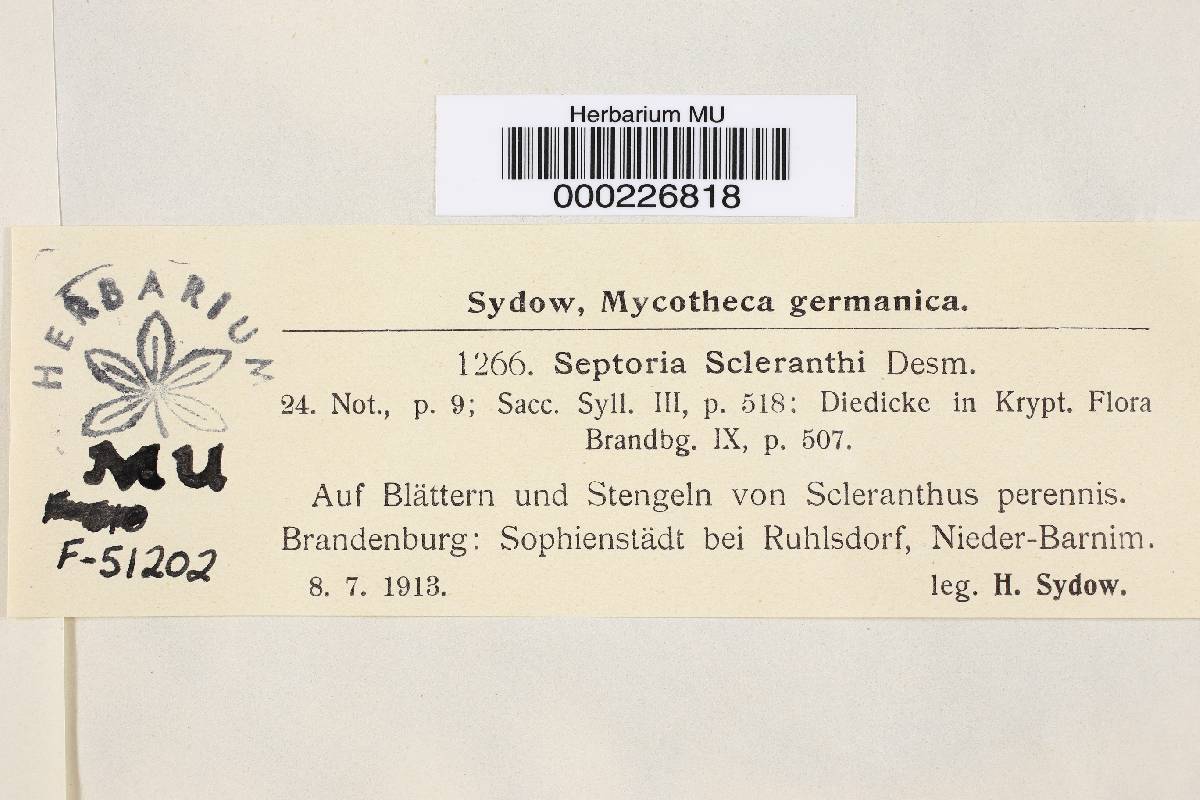 Herbarium MU
000226818
HERBARIUM
MU
F-51202
Sydow, Mycotheca germanica.
1266. Septoria Scleranthi Desm.
24. Not., p. 9; Sacc. Syll. III, p. 518; Diedicke in Krypt. Flora
Brandbg. IX, p. 507.
Auf Blättern und Stengeln von Scleranthus perennis.
Brandenburg: Sophienstädt bei Ruhlsdorf, Nieder-Barnim.
8. 7. 1913.
leg. H. Sydow.